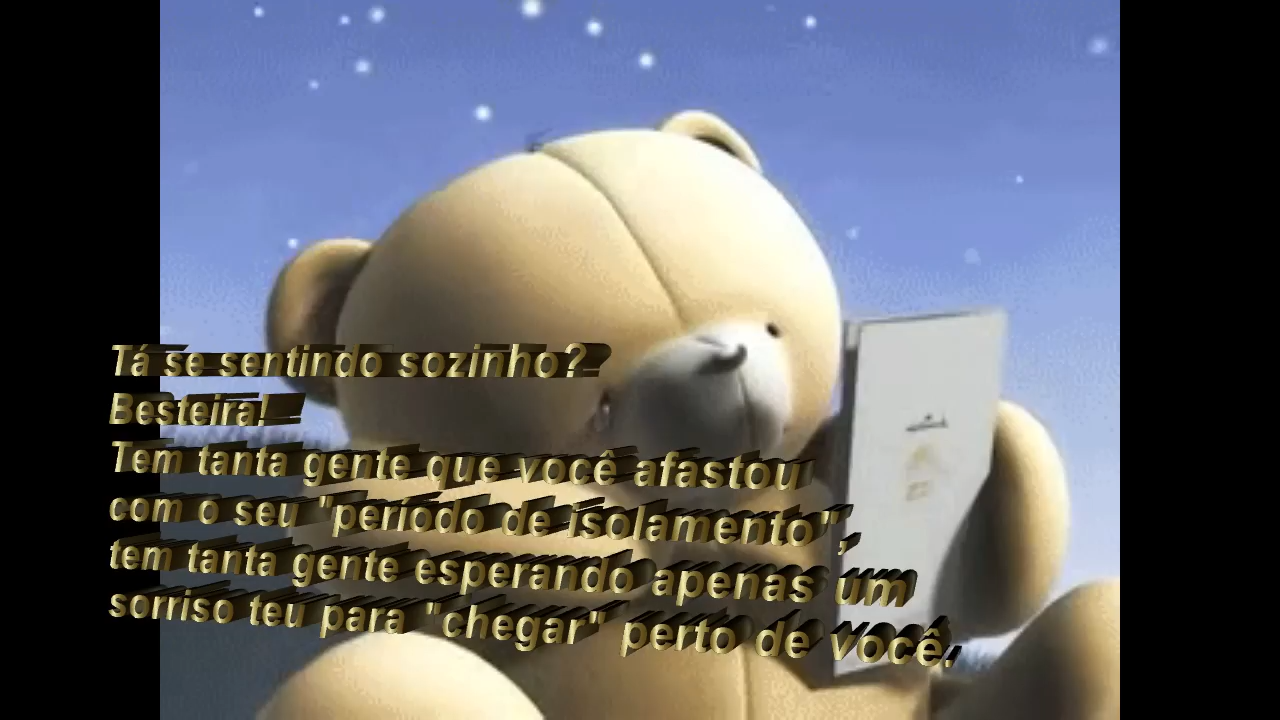 Tá se sentindo sozinho?
Besteira!
Tem tanta gente que você afastou
com o seu "período de isolamento",
tem tanta gente esperando apenas um
sorriso teu para "chegar" perto de você.